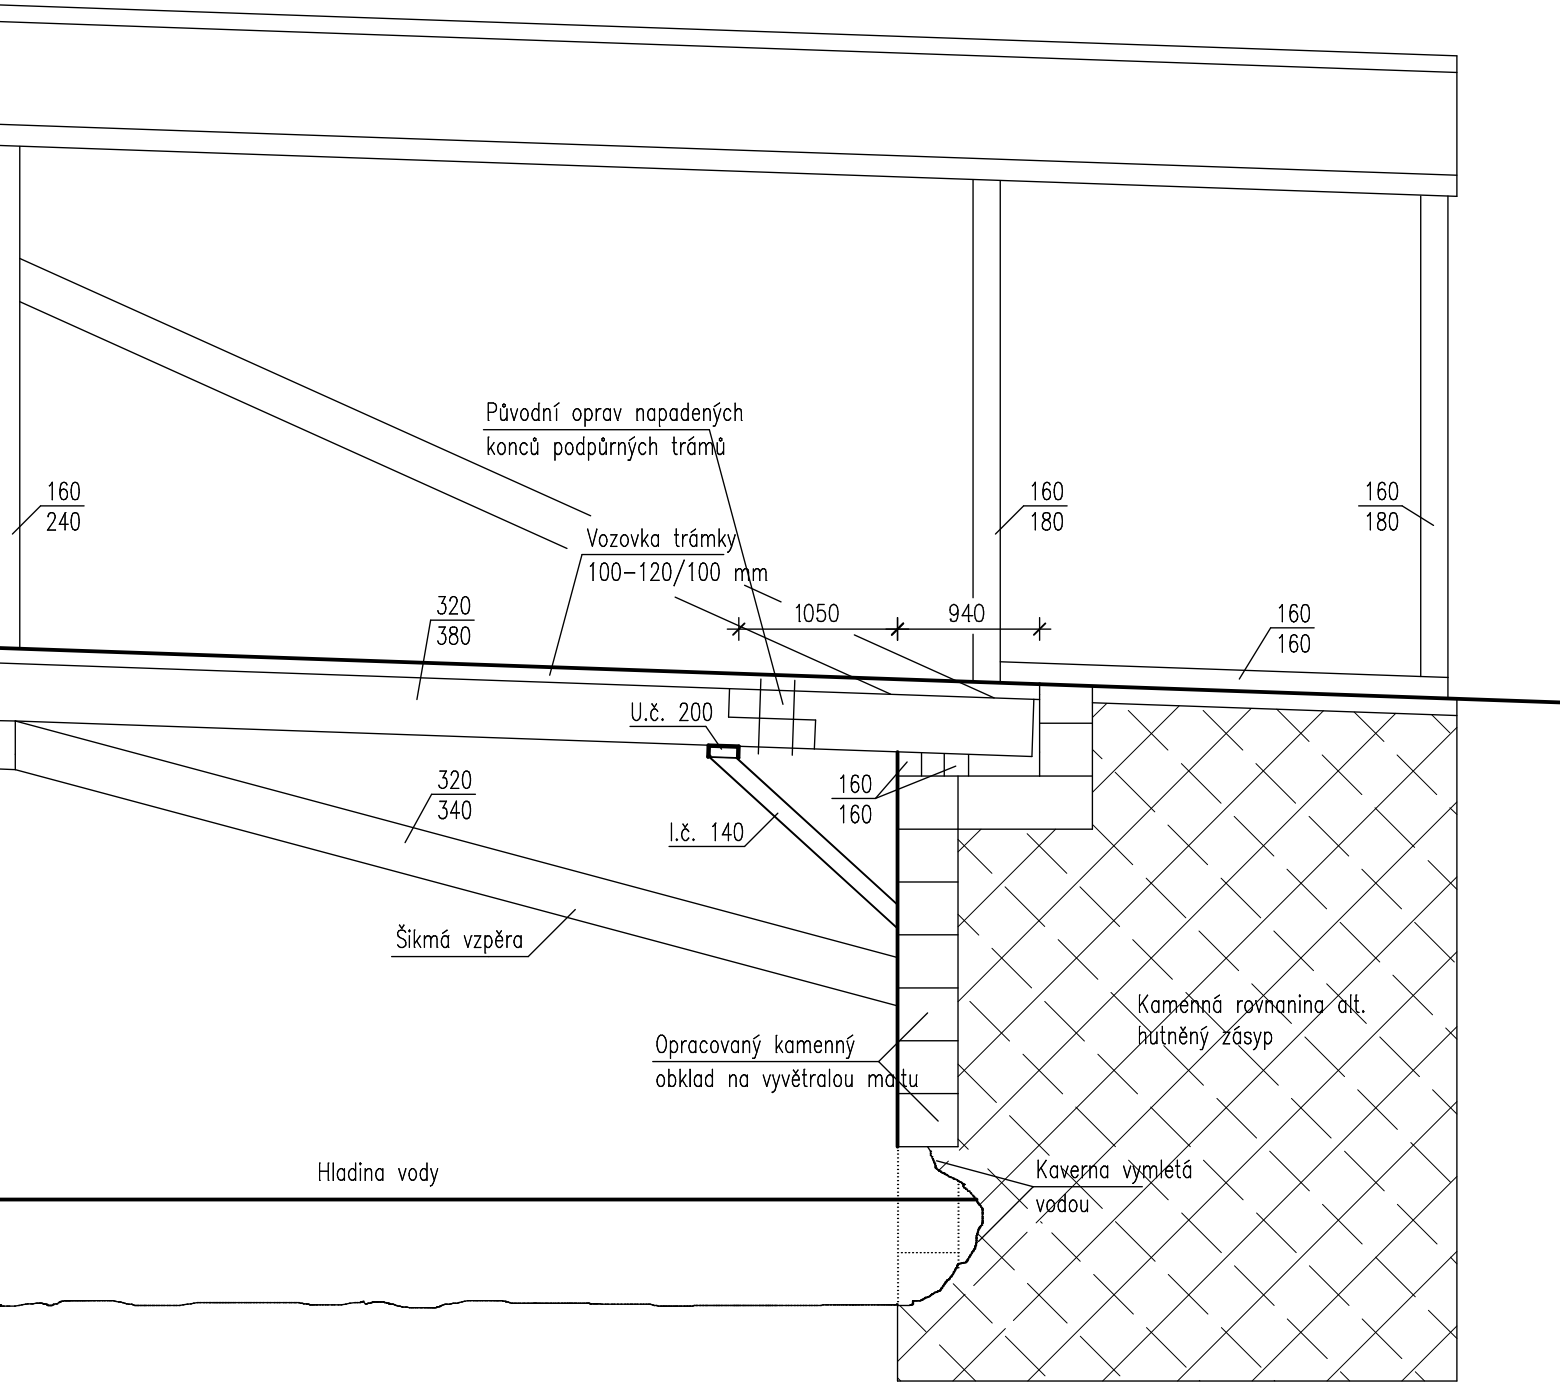 Původní oprav napadených
konců podpůrných trámů
160
240
160
180
160
180
Vozovka trámky
100-120/100 mm
320
380
1050
940
160
160
U.č. 200
320
340
160
160
I.č. 140
Šikmá vzpěra
Kamenná rovnanina alt.
hutněný zásyp
Opracovaný kamenný
obklad na vyvětralou maltu
Hladina vody
Kaverna vymletá
vodou